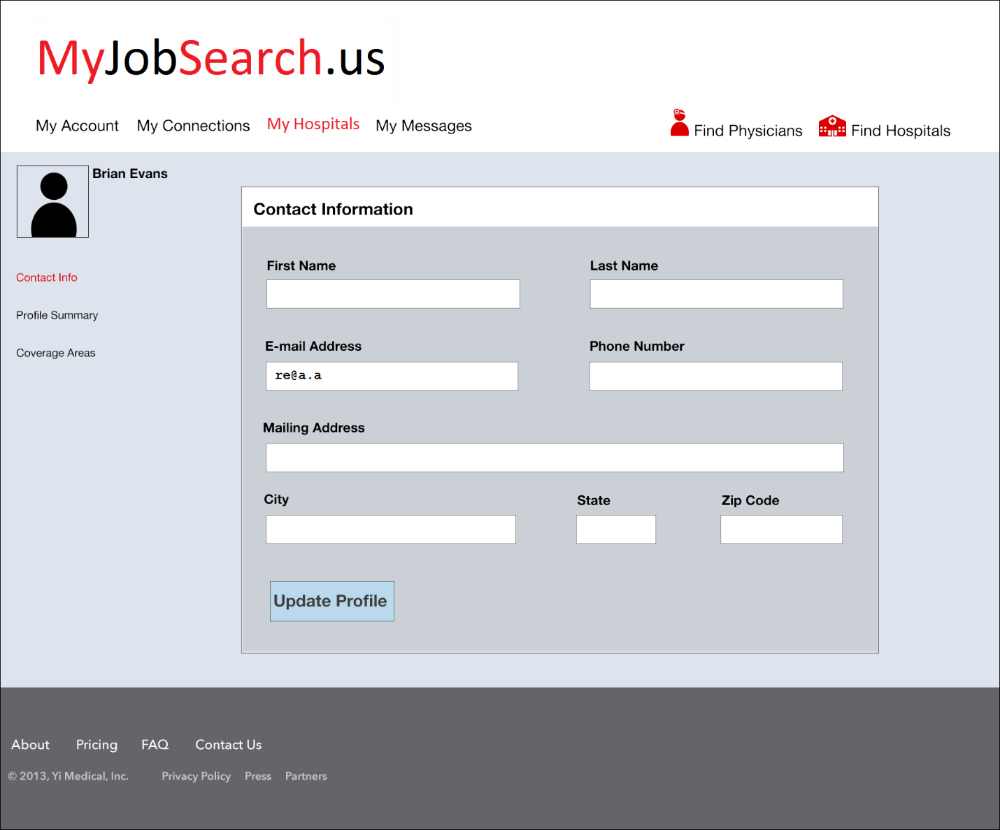 MyJobSearch.us
My Account My Connections My Hospitals My Messages Find Physicians Find Hospitals
Brian Evans
Contact Info
Profile Summary
Coverage Areas
Contact Information
First Name Last Name
E-mail Address Phone Number
re@a.a
Mailing Address
City State Zip Code
Update Profile
About Pricing FAQ Contact Us
© 2013, Yi Medical, Inc. Privacy Policy Press Partners